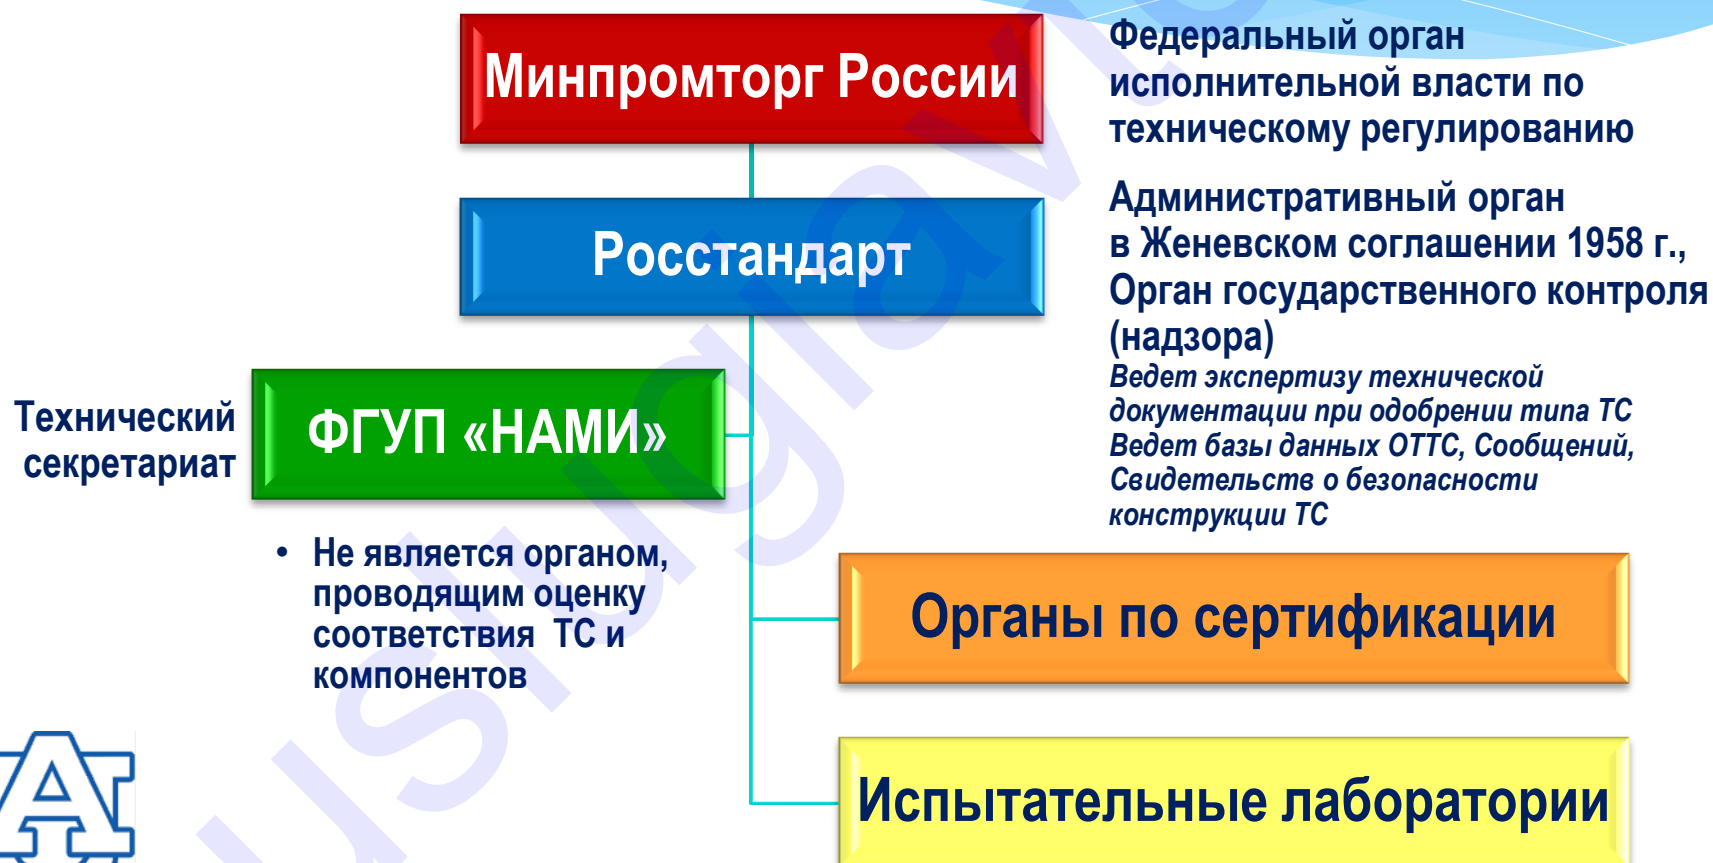 Минпромторг России
Федеральный орган
исполнительной власти по
техническому регулированию
Росстандарт
Административный орган
в Женевском соглашении 1958 г.,
Орган государственного контроля
(надзора)
Ведет экспертизу технической
документации при одобрении типа ТС
Ведет базы данных ОТТС, Сообщений,
Свидетельств о безопасности
конструкции ТС
Технический
секретариат
ФГУП «НАМИ»
• Не является органом,
проводящим оценку
соответствия ТС и
компонентов
Органы по сертификации
Испытательные лаборатории